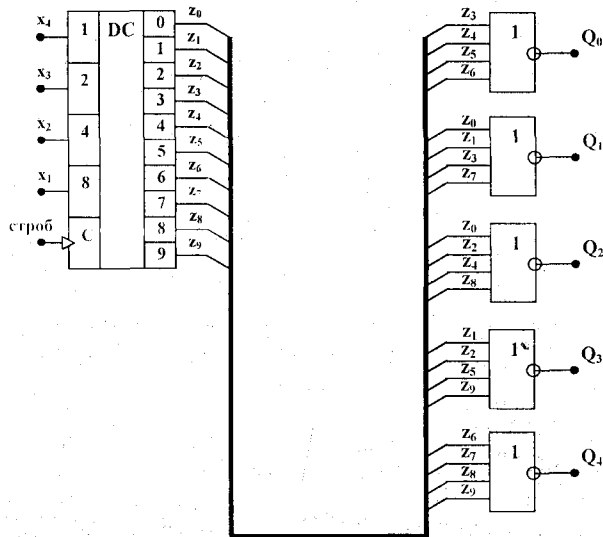 x₄ 1 DC 0 z₀
1 z₁
x₃ 2 2 z₂
3 z₃
x₂ 4 4 z₄
5 z₅
x₁ 8 6 z₆
7 z₇
строб C 8 z₈
9 z₉
z₃ 1 Q₀
z₄
z₅
z₆
z₀ 1 Q₁
z₁
z₃
z₇
z₀ 1 Q₂
z₂
z₄
z₈
z₁ 1 Q₃
z₂
z₅
z₉
z₆ 1 Q₄
z₇
z₈
z₉